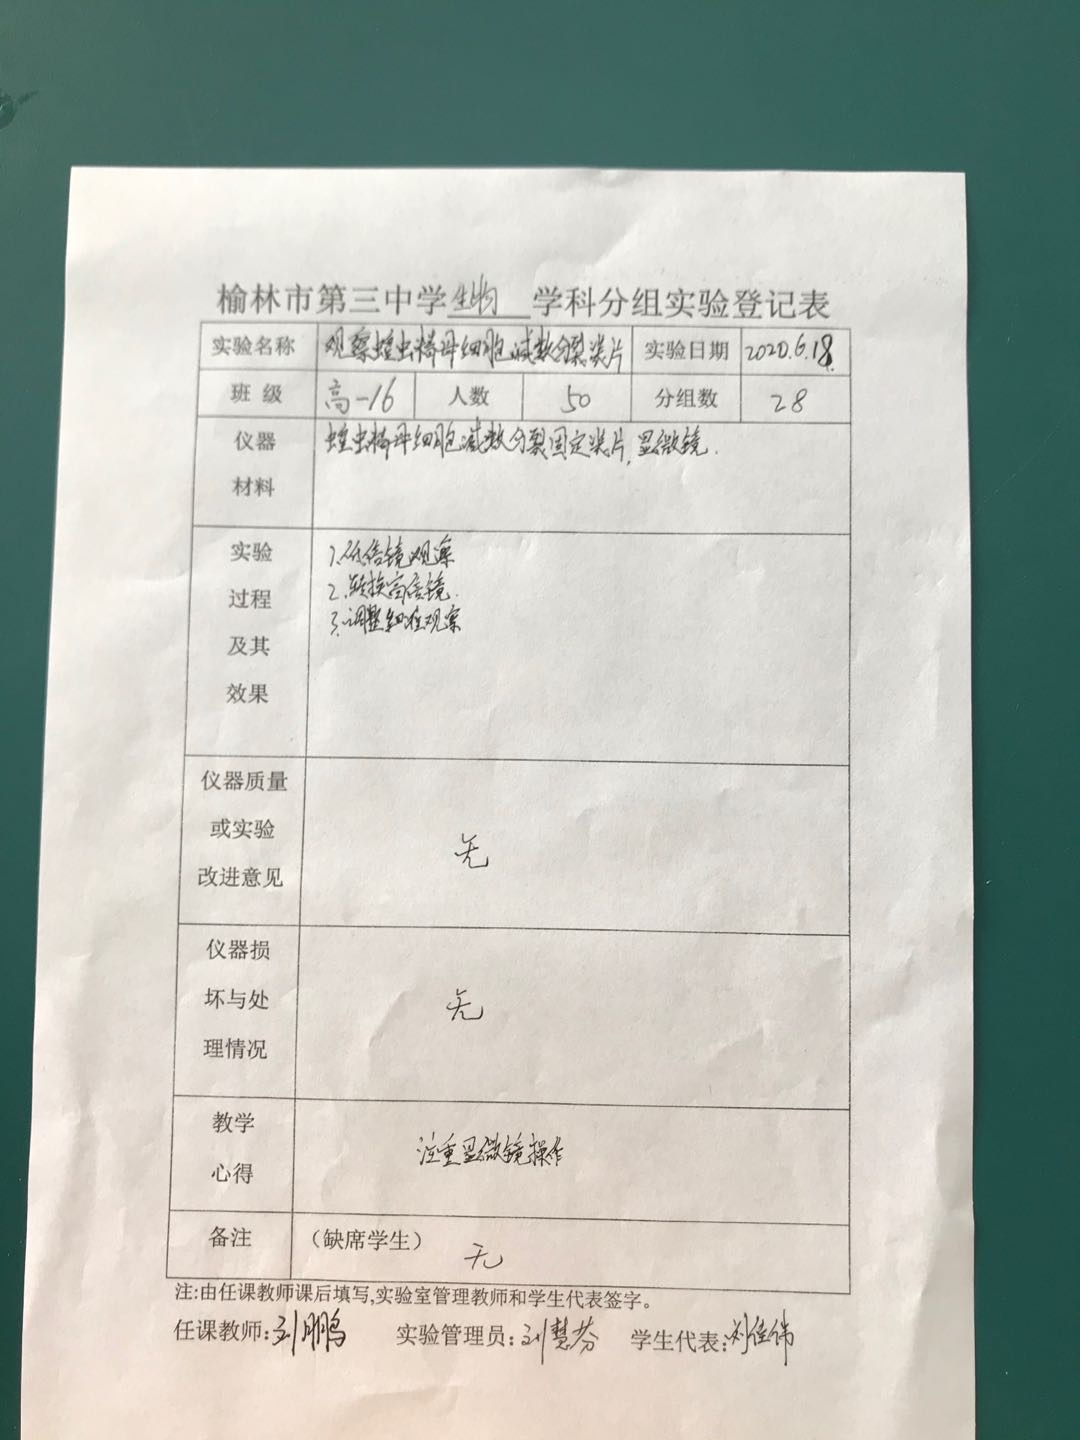 榆林市第三中学生物 学科分组实验登记表
实验名称 观察蝗虫精母细胞减数分裂装片 实验日期 2020.6.18.
班 级 高一16 人数 50 分组数 28
仪器 蝗虫精母细胞减数分裂固定装片,显微镜.
材料
实验 1.低倍镜观察
过程 2.转换高倍镜.
及其 3.调整细准观察
效果
仪器质量
或实验 无
改进意见
仪器损
坏与处 无
理情况
教学 注重显微镜操作
心得
备注 (缺席学生) 无
注:由任课教师课后填写,实验室管理教师和学生代表签字。
任课教师:刘鹏 实验管理员:刘慧芬 学生代表:刘佳伟